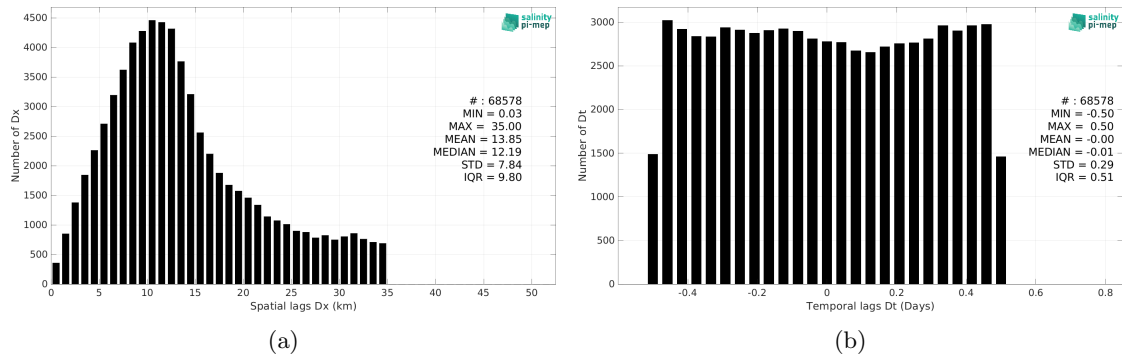 4500
4000
3500
3000
2500
2000
1500
1000
500
0
Number of Dx
0 5 10 15 20 25 30 35 40 45 50
Spatial lags Dx (km)
salinity
pi-mep
# : 68578
MIN = 0.03
MAX = 35.00
MEAN = 13.85
MEDIAN = 12.19
STD = 7.84
IQR = 9.80
(a)
3000
2500
2000
1500
1000
500
0
Number of Dt
-0.4 -0.2 0 0.2 0.4 0.6 0.8
Temporal lags Dt (Days)
salinity
pi-mep
# : 68578
MIN = -0.50
MAX = 0.50
MEAN = -0.00
MEDIAN = -0.01
STD = 0.29
IQR = 0.51
(b)